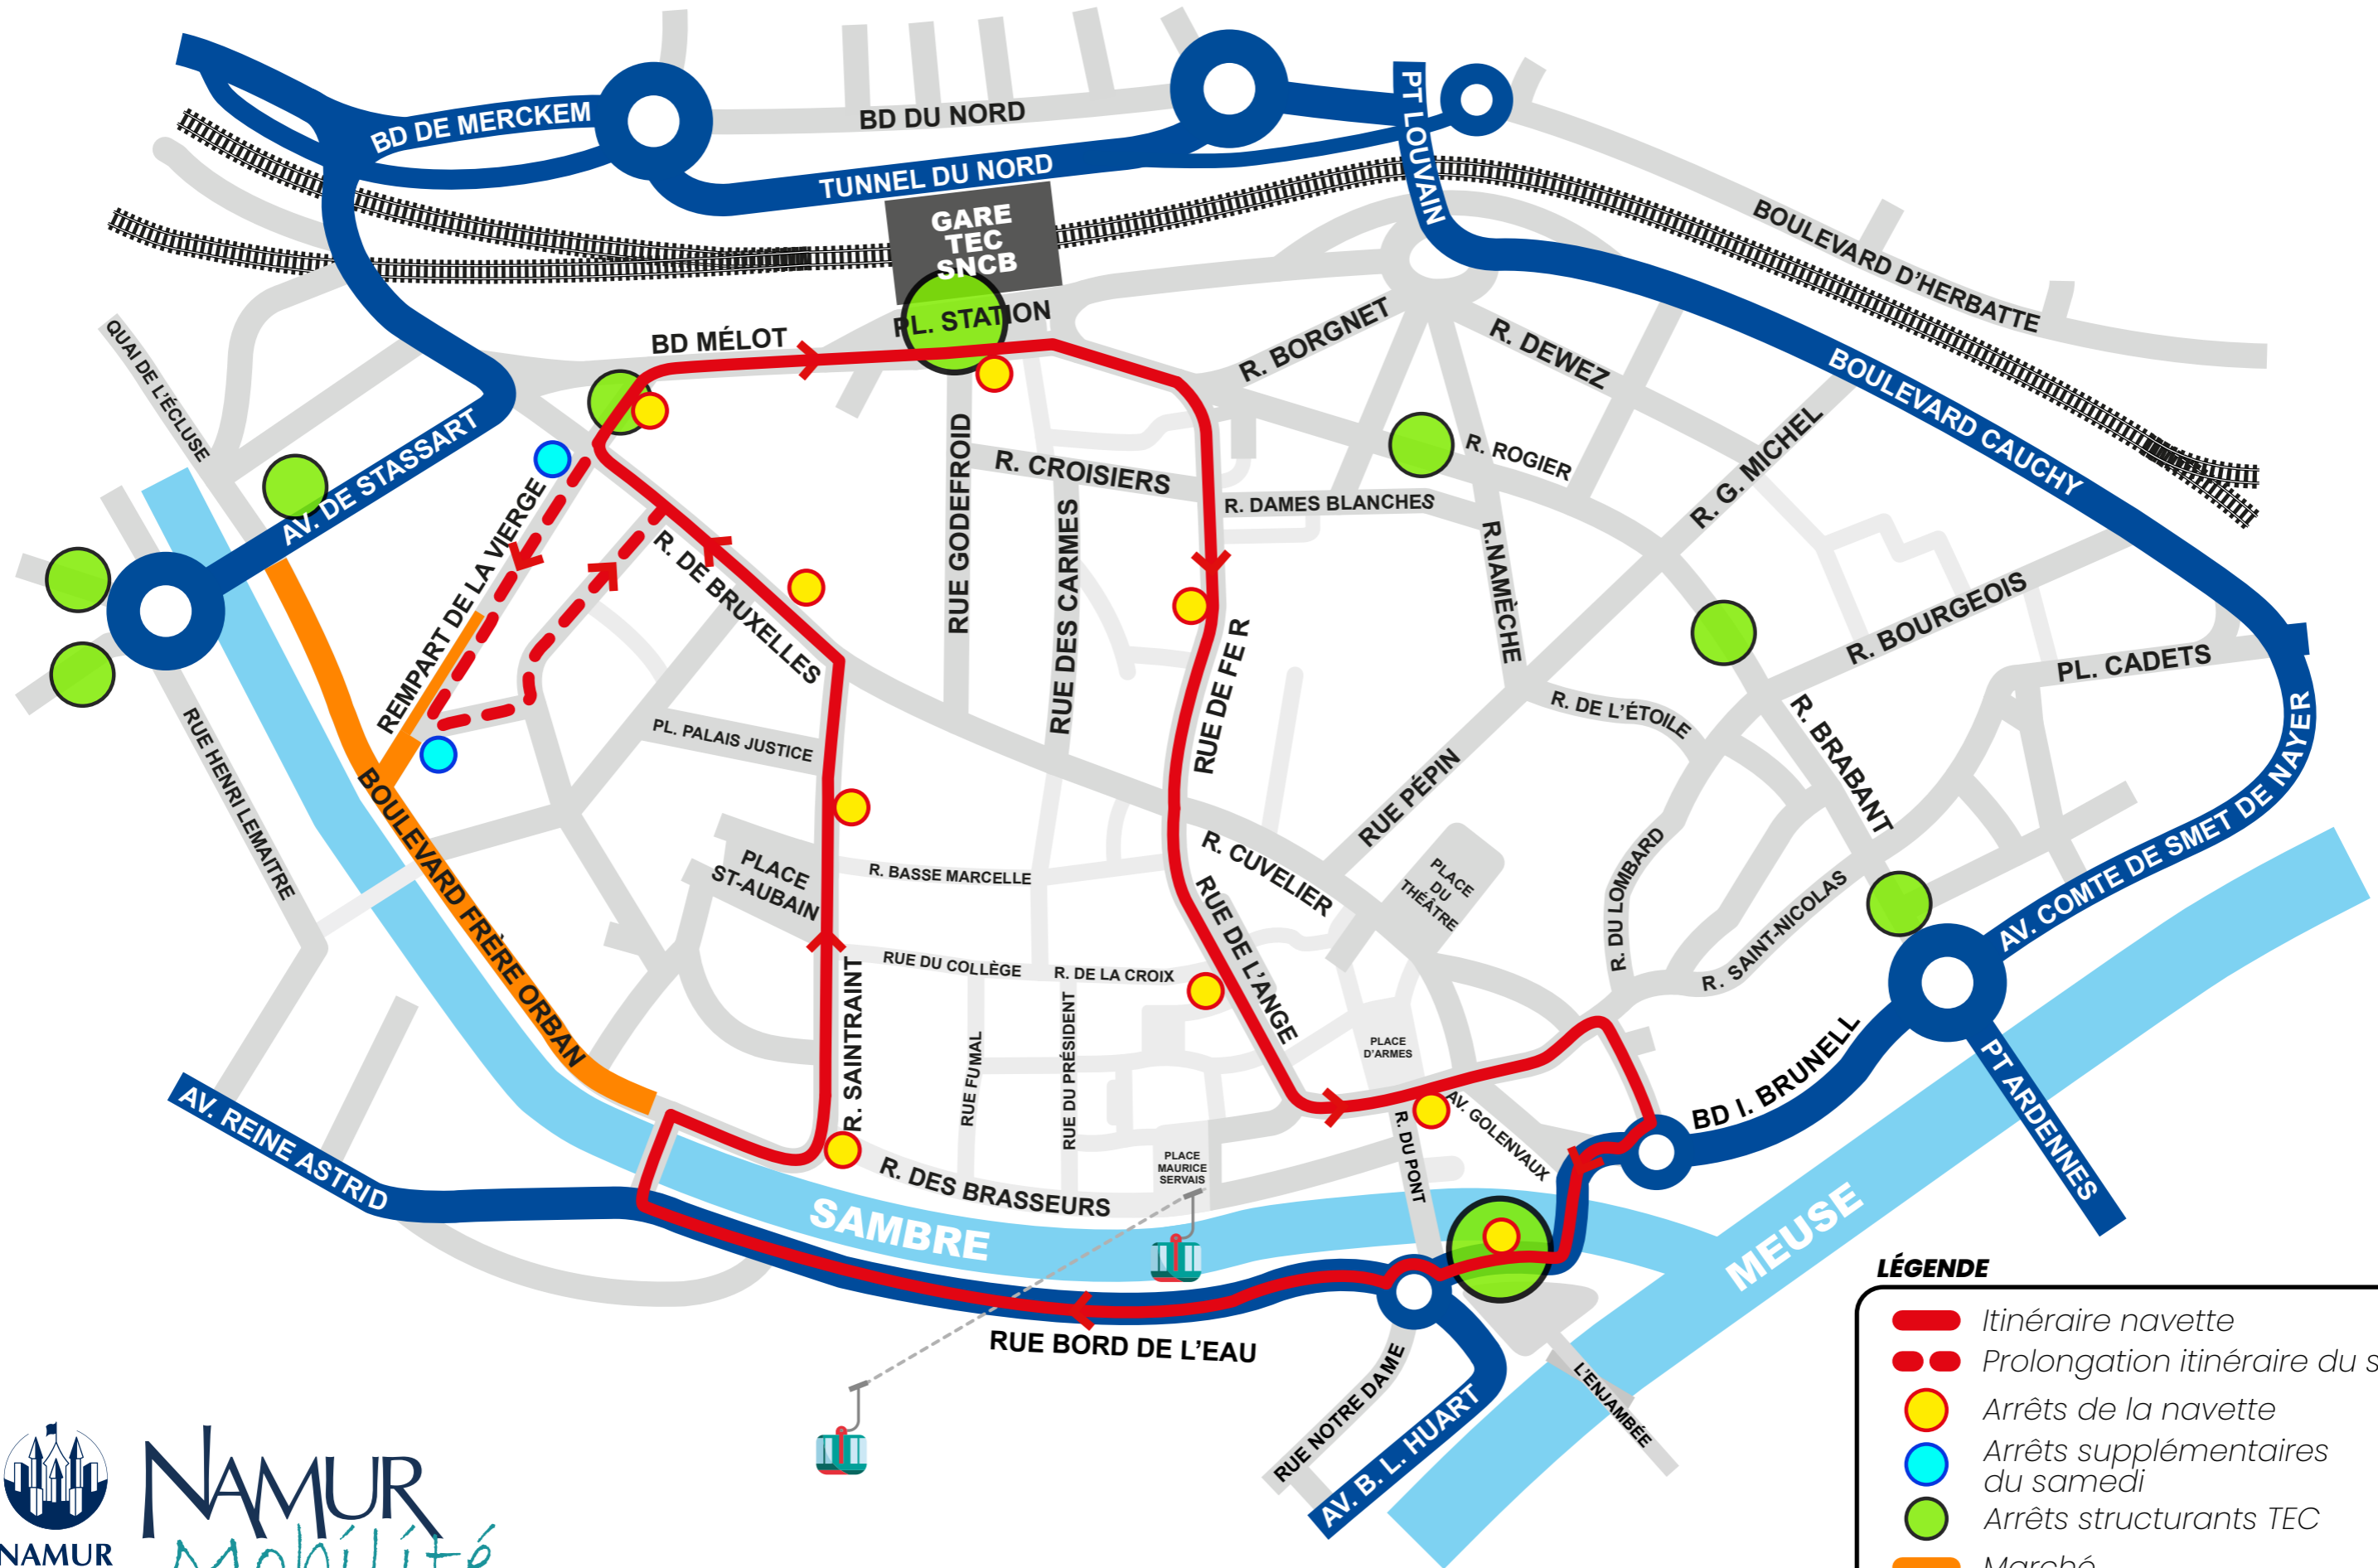 BD DE MERCKEM
BD DU NORD
TUNNEL DU NORD
PT LOUVAIN
GARE
TEC
SNCB
BOULEVARD D'HERBATTE
PL. STATION
BD MÉLOT
QUAI DE L'ÉCLUSE
R. BORGNET
R. DEWEZ
BOULEVARD CAUCHY
AV. DE STASSART
R. CROISIERS
RUE GODEFROID
R. ROGIER
R. G. MICHEL
R. DAMES BLANCHES
REMPART DE LA VIERGE
R. DE BRUXELLES
RUE DES CARMES
R.NAMÈCHE
RUE DE FE R
R. BOURGEOIS
PL. CADETS
PL. PALAIS JUSTICE
R. DE L'ÉTOILE
R. BRABANT
RUE HENRI LEMAITRE
BOULEVARD FRÈRE ORBAN
RUE PÉPIN
AV. COMTE DE SMET DE NAYER
PLACE
ST-AUBAIN
R. BASSE MARCELLE
R. CUVELIER
PLACE
DU
THÉÂTRE
R. DU LOMBARD
R. SAINT-NICOLAS
RUE DE L'ANGE
RUE DU COLLÈGE
R. DE LA CROIX
R. SAINTRAINT
RUE FUMAL
RUE DU PRÉSIDENT
PLACE
D'ARMES
AV. REINE ASTRID
R. DES BRASSEURS
PLACE
MAURICE
SERVAIS
R. DU PONT
AV. GOLENVAUX
BD I. BRUNELL
PT ARDENNES
SAMBRE
MEUSE
RUE BORD DE L'EAU
RUE NOTRE DAME
AV. B. L. HUART
L'ENJAMBÉE
LÉGENDE
Itinéraire navette
Prolongation itinéraire du s
Arrêts de la navette
Arrêts supplémentaires
du samedi
Arrêts structurants TEC
Marché
NAMUR
NAMUR
Mobilité